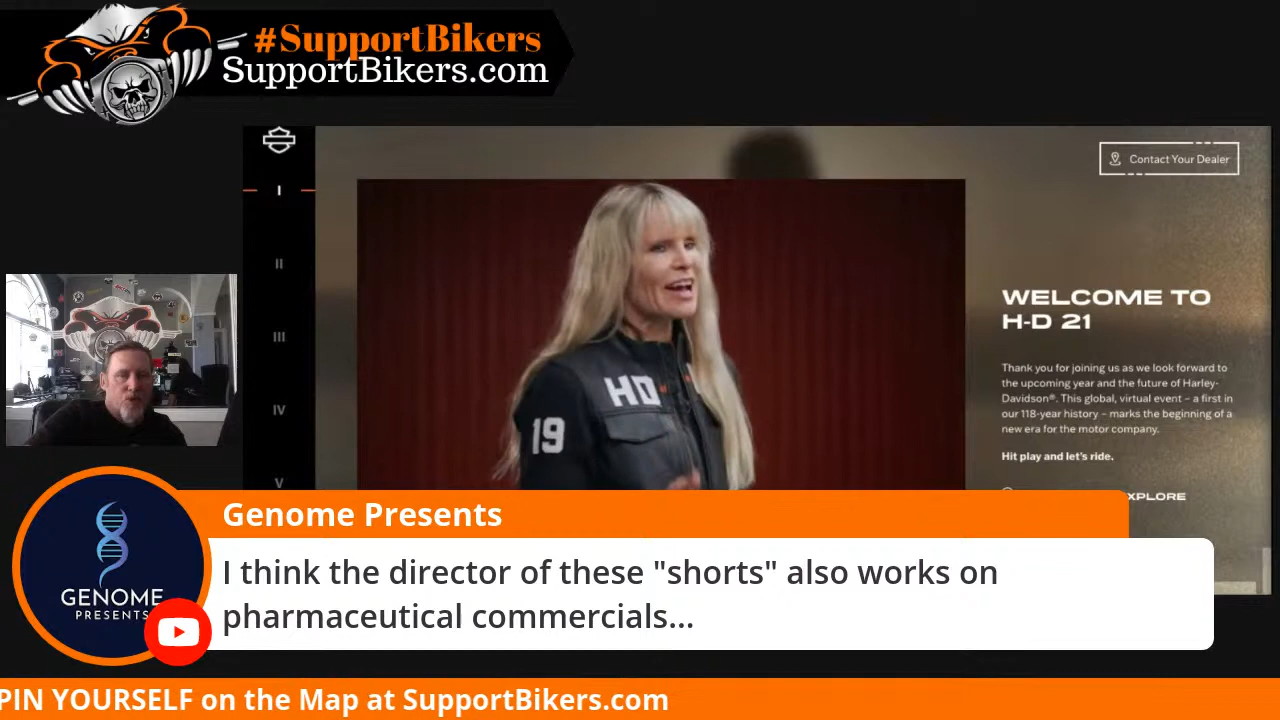 #SupportBikers
SupportBikers.com
Contact Your Dealer
I
II
III
IV
V
HD
19
WELCOME TO
H-D 21
Thank you for joining us as we look forward to
the upcoming year and the future of Harley-
Davidson®. This global, virtual event – a first in
our 118-year history – marks the beginning of a
new era for the motor company.
Hit play and let's ride.
XPLORE
Genome Presents
I think the director of these "shorts" also works on
pharmaceutical commercials...
GENOME
PRESENTS
PIN YOURSELF on the Map at SupportBikers.com